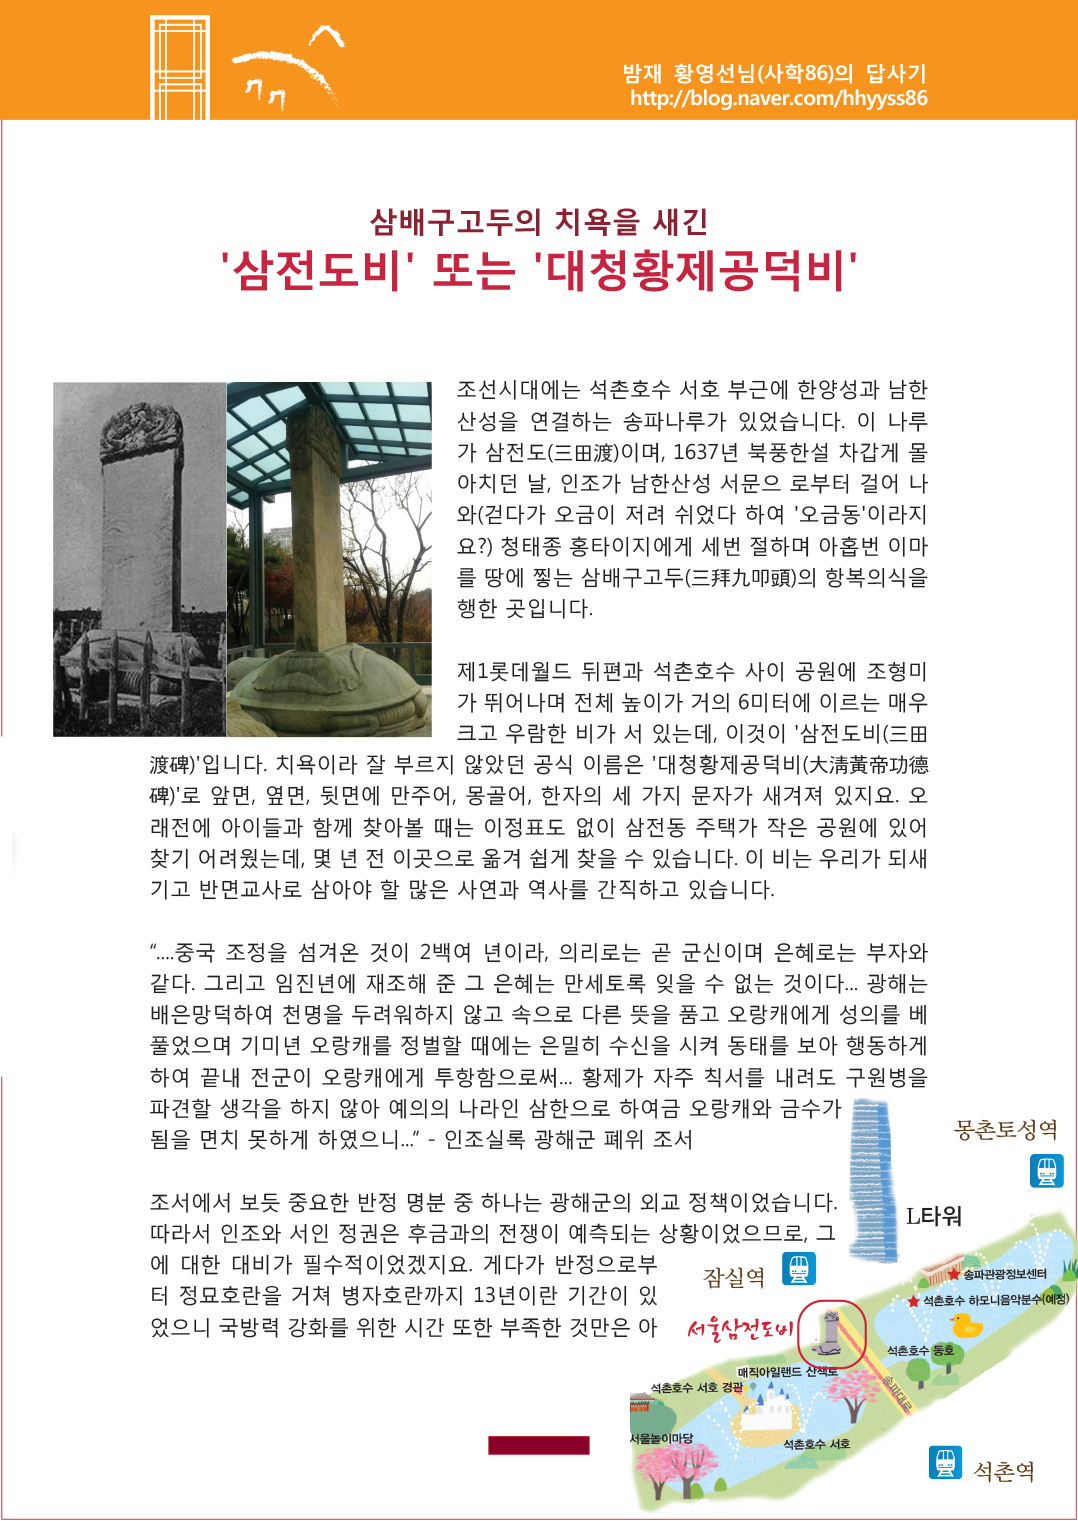 밤재 황영선님(사학86)의 답사기
http://blog.naver.com/hhyyss86
삼배구고두의 치욕을 새긴
'삼전도비' 또는 '대청황제공덕비'
조선시대에는 석촌호수 서호 부근에 한양성과 남한
산성을 연결하는 송파나루가 있었습니다. 이 나루
가 삼전도(三田渡)이며, 1637년 북풍한설 차갑게 몰
아치던 날, 인조가 남한산성 서문으 로부터 걸어 나
와(걷다가 오금이 저려 쉬었다 하여 '오금동'이라지
요?) 청태종 홍타이지에게 세번 절하며 아홉번 이마
를 땅에 찧는 삼배구고두(三拜九叩頭)의 항복의식을
행한 곳입니다.
제1롯데월드 뒤편과 석촌호수 사이 공원에 조형미
가 뛰어나며 전체 높이가 거의 6미터에 이르는 매우
크고 우람한 비가 서 있는데, 이것이 '삼전도비(三田
渡碑)'입니다. 치욕이라 잘 부르지 않았던 공식 이름은 '대청황제공덕비(大淸黃帝功德
碑)'로 앞면, 옆면, 뒷면에 만주어, 몽골어, 한자의 세 가지 문자가 새겨져 있지요. 오
래전에 아이들과 함께 찾아볼 때는 이정표도 없이 삼전동 주택가 작은 공원에 있어
찾기 어려웠는데, 몇 년 전 이곳으로 옮겨 쉽게 찾을 수 있습니다. 이 비는 우리가 되새
기고 반면교사로 삼아야 할 많은 사연과 역사를 간직하고 있습니다.
“....중국 조정을 섬겨온 것이 2백여 년이라, 의리로는 곧 군신이며 은혜로는 부자와
같다. 그리고 임진년에 재조해 준 그 은혜는 만세토록 잊을 수 없는 것이다... 광해는
배은망덕하여 천명을 두려워하지 않고 속으로 다른 뜻을 품고 오랑캐에게 성의를 베
풀었으며 기미년 오랑캐를 정벌할 때에는 은밀히 수신을 시켜 동태를 보아 행동하게
하여 끝내 전군이 오랑캐에게 투항함으로써... 황제가 자주 칙서를 내려도 구원병을
파견할 생각을 하지 않아 예의의 나라인 삼한으로 하여금 오랑캐와 금수가
됨을 면치 못하게 하였으니...” - 인조실록 광해군 폐위 조서
조서에서 보듯 중요한 반정 명분 중 하나는 광해군의 외교 정책이었습니다.
따라서 인조와 서인 정권은 후금과의 전쟁이 예측되는 상황이었으므로, 그
에 대한 대비가 필수적이었겠지요. 게다가 반정으로부
터 정묘호란을 거쳐 병자호란까지 13년이란 기간이 있
었으니 국방력 강화를 위한 시간 또한 부족한 것만은 아
몽촌토성역
L타워
잠실역
송파관광정보센터
석촌호수 하모니음악분수(예정)
서울삼전도비
석촌호수 동호
매직아일랜드 산책로
석촌호수 서호 경관
송파대로
서울놀이마당
석촌호수 서호
석촌역